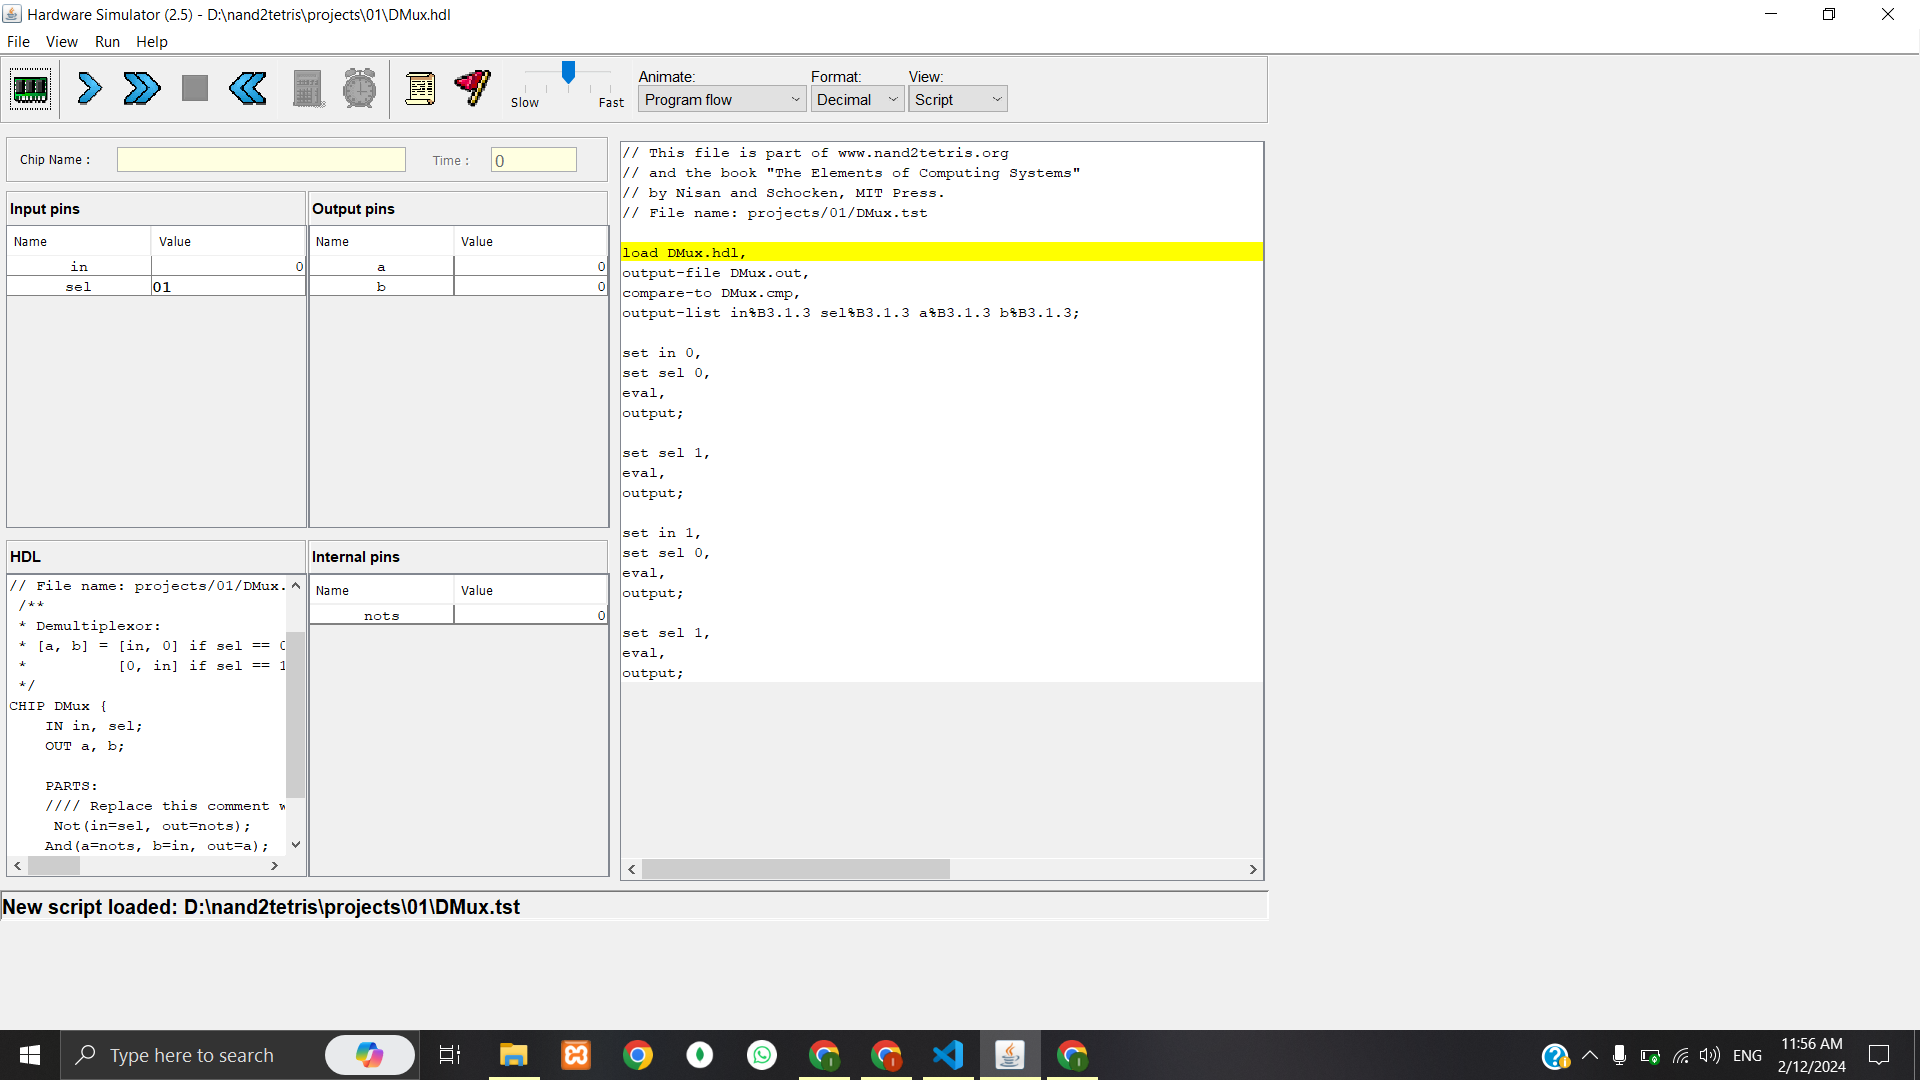 Hardware Simulator (2.5) - D:\nand2tetris\projects\01\DMux.hdl
File View Run Help
Slow Fast
Animate: Format: View:
Program flow Decimal Script
Chip Name : Time : 0
Input pins Output pins
Name Value Name Value
in 0 a 0
sel 01 b 0
HDL Internal pins
// File name: projects/01/DMux. Name Value
/** nots 0
* Demultiplexor:
* [a, b] = [in, 0] if sel == 0
* [0, in] if sel == 1
*/
CHIP DMux {
IN in, sel;
OUT a, b;
PARTS:
//// Replace this comment w
Not(in=sel, out=nots);
And(a=nots, b=in, out=a);
// This file is part of www.nand2tetris.org
// and the book "The Elements of Computing Systems"
// by Nisan and Schocken, MIT Press.
// File name: projects/01/DMux.tst
load DMux.hdl,
output-file DMux.out,
compare-to DMux.cmp,
output-list in%B3.1.3 sel%B3.1.3 a%B3.1.3 b%B3.1.3;
set in 0,
set sel 0,
eval,
output;
set sel 1,
eval,
output;
set in 1,
set sel 0,
eval,
output;
set sel 1,
eval,
output;
New script loaded: D:\nand2tetris\projects\01\DMux.tst
Type here to search
ENG
11:56 AM
2/12/2024